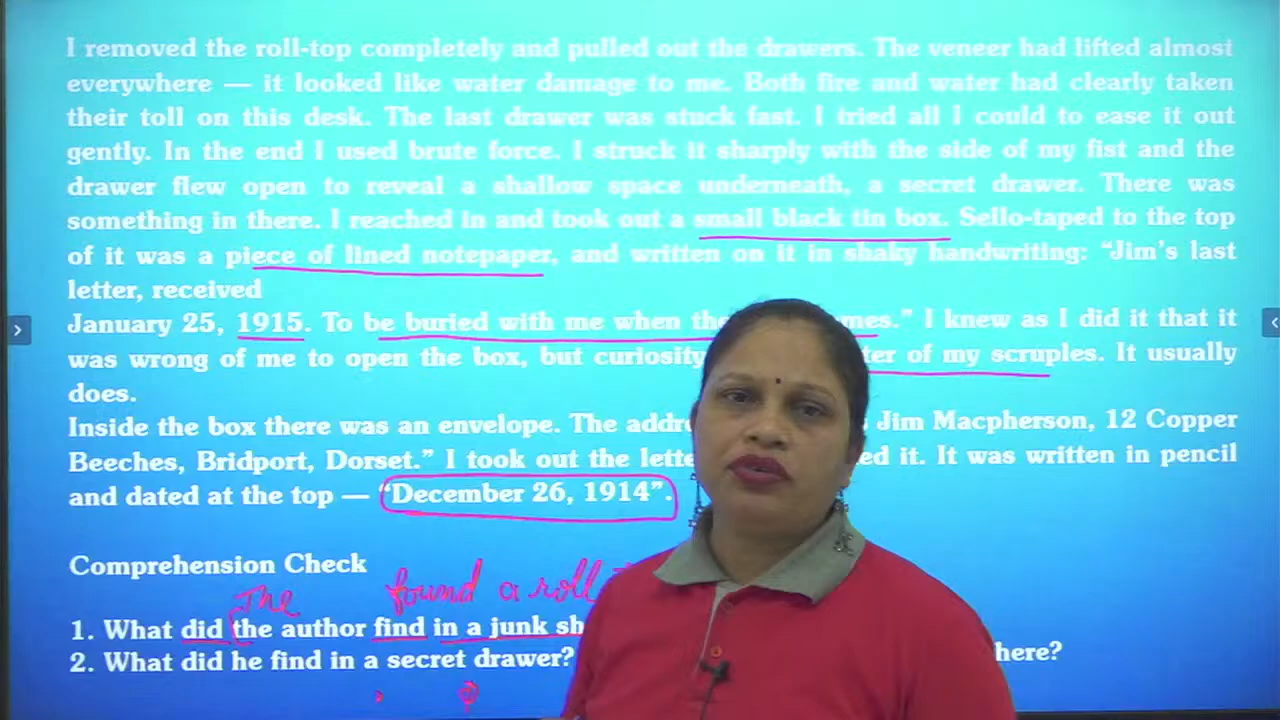 I removed the roll-top completely and pulled out the drawers. The veneer had lifted almost
everywhere — it looked like water damage to me. Both fire and water had clearly taken
their toll on this desk. The last drawer was stuck fast. I tried all I could to ease it out
gently. In the end I used brute force. I struck it sharply with the side of my fist and the
drawer flew open to reveal a shallow space underneath, a secret drawer. There was
something in there. I reached in and took out a small black tin box. Sello-taped to the top
of it was a piece of lined notepaper, and written on it in shaky handwriting: “Jim’s last
letter, received
January 25, 1915. To be buried with me when the mes.” I knew as I did it that it
was wrong of me to open the box, but curiosity ter of my scruples. It usually
does.
Inside the box there was an envelope. The addr Jim Macpherson, 12 Copper
Beeches, Bridport, Dorset.” I took out the lette ed it. It was written in pencil
and dated at the top — “December 26, 1914”.
Comprehension Check
The found a roll
1. What did the author find in a junk sh
2. What did he find in a secret drawer? here?